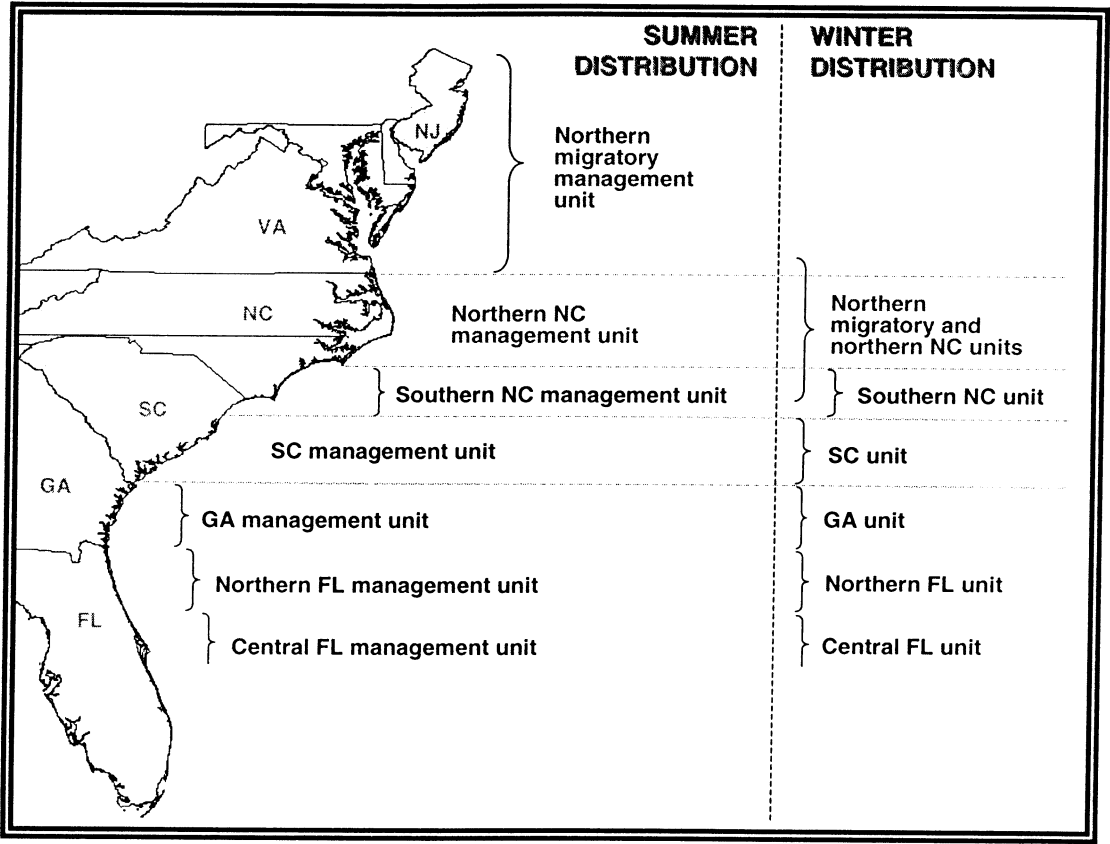 SUMMER
DISTRIBUTION
WINTER
DISTRIBUTION
NJ
Northern
migratory
management
unit
VA
NC
Northern NC
management unit
Northern
migratory and
northern NC units
SC
Southern NC management unit
Southern NC unit
SC management unit
SC unit
GA
GA management unit
GA unit
Northern FL management unit
Northern FL unit
FL
Central FL management unit
Central FL unit